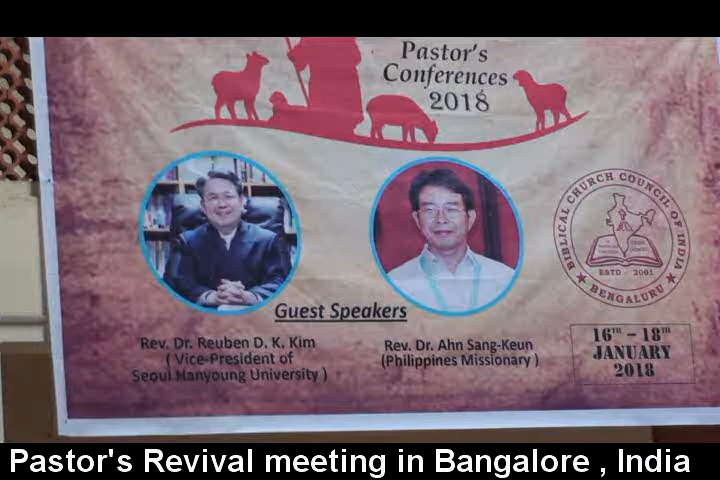 Pastor's
Conferences
2018
Guest Speakers
Rev. Dr. Reuben D. K. Kim
( Vice-President of
Seoul Hanyoung University )
Rev. Dr. Ahn Sang-Keun
(Philippines Missionary )
BIBLICAL CHURCH COUNCIL OF INDIA
ESTD 2001
★ BENGALURU ★
16TH – 18TH
JANUARY
2018
Pastor's Revival meeting in Bangalore , India